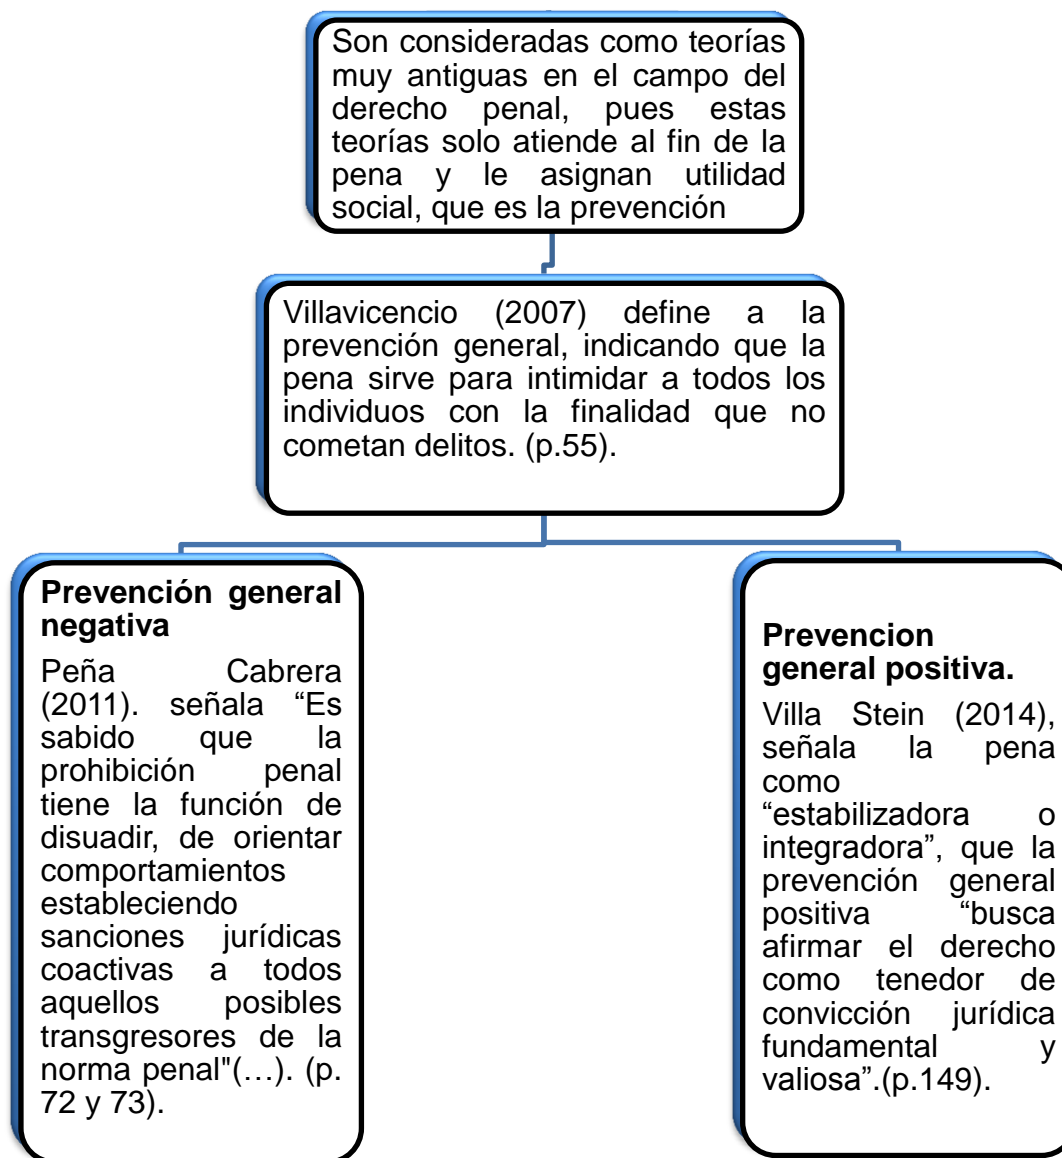 Son consideradas como teorías
muy antiguas en el campo del
derecho penal, pues estas
teorías solo atiende al fin de la
pena y le asignan utilidad
social, que es la prevención
Villavicencio (2007) define a la
prevención general, indicando que la
pena sirve para intimidar a todos los
individuos con la finalidad que no
cometan delitos. (p.55).
Prevención general
negativa
Peña Cabrera
(2011). señala “Es
sabido que la
prohibición penal
tiene la función de
disuadir, de orientar
comportamientos
estableciendo
sanciones jurídicas
coactivas a todos
aquellos posibles
transgresores de la
norma penal"(…). (p.
72 y 73).
Prevencion
general positiva.
Villa Stein (2014),
señala la pena
como
“estabilizadora o
integradora”, que la
prevención general
positiva “busca
afirmar el derecho
como tenedor de
convicción jurídica
fundamental y
valiosa”.(p.149).